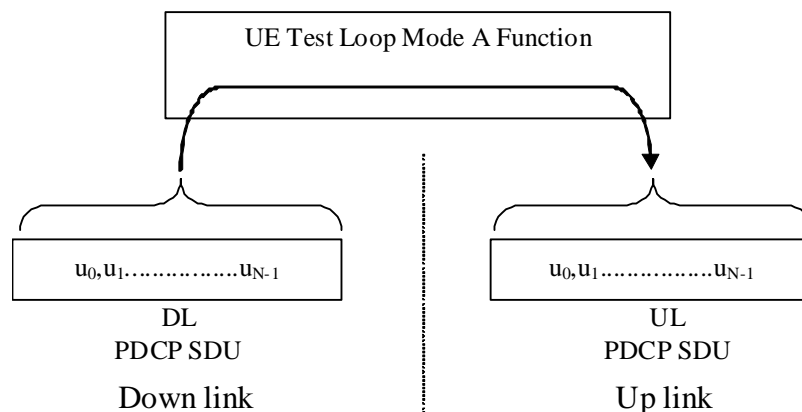 UE Test Loop Mode A Function
u0,u1.................uN-1
DL
PDCP SDU
Down link
u0,u1.................uN-1
UL
PDCP SDU
Up link